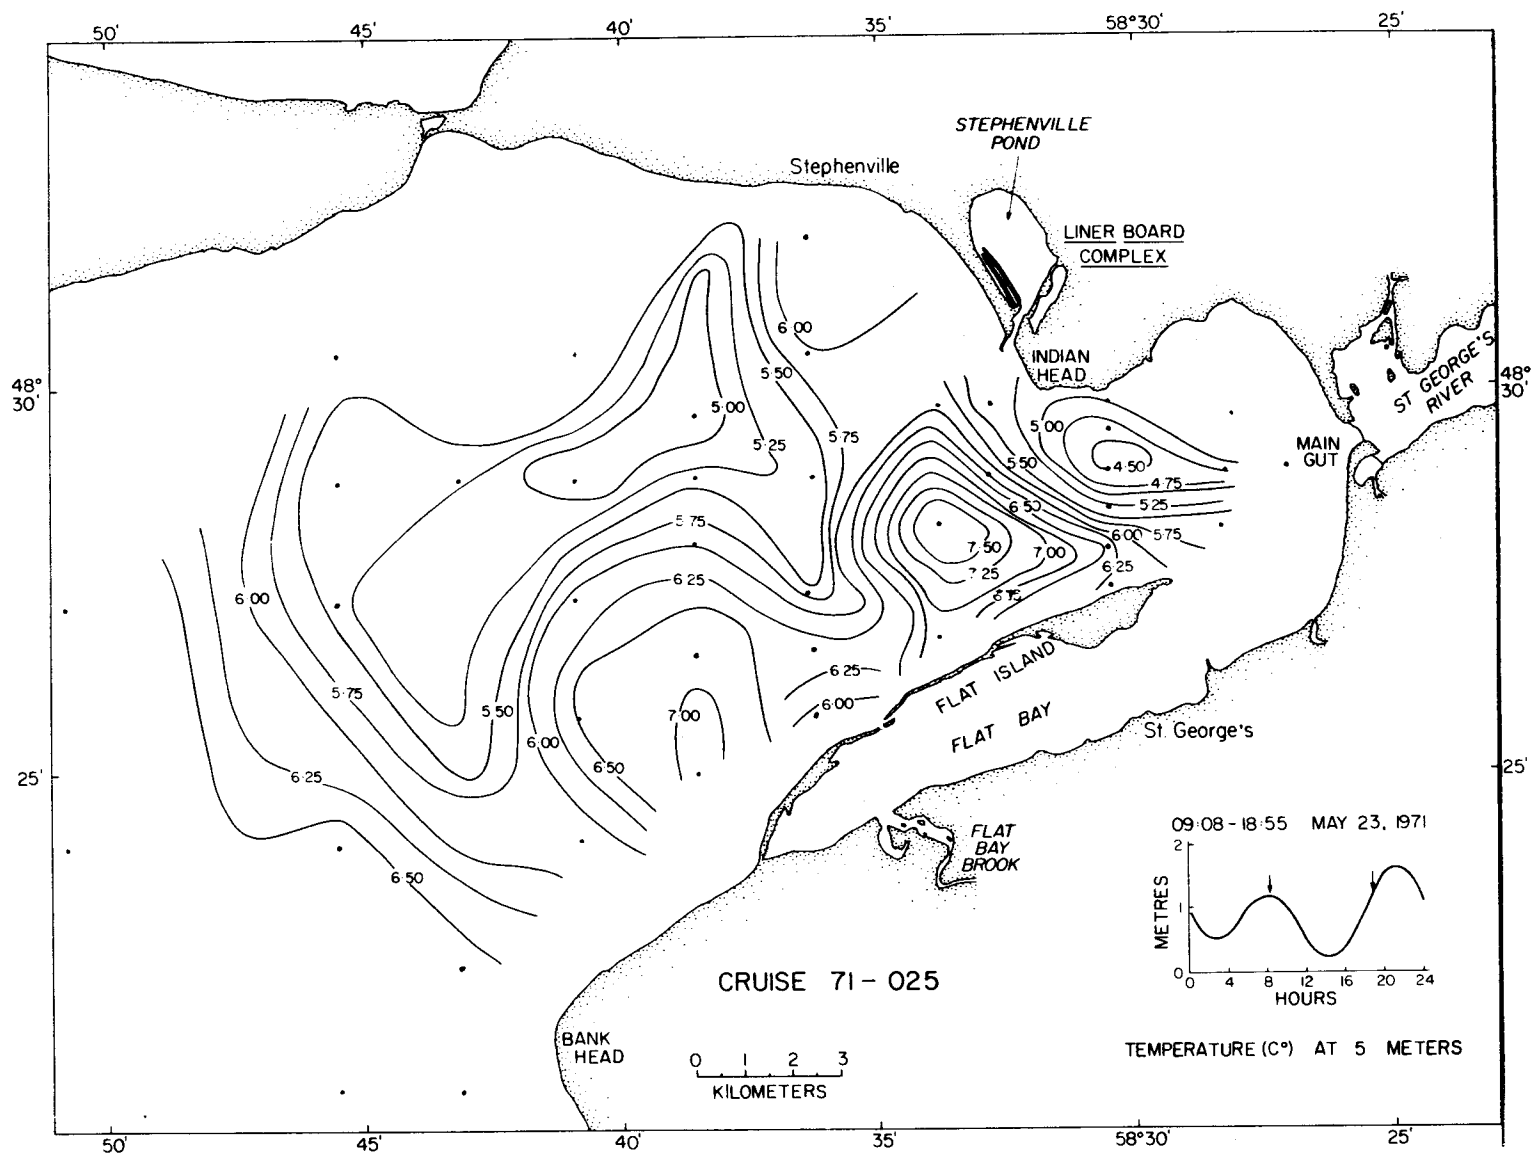 50' 45' 40' 35' 58°30' 25'
STEPHENVILLE
POND
Stephenville
LINER BOARD
COMPLEX
6·00
INDIAN
HEAD
5·50
48°
30'
48°
30'
ST GEORGE'S
RIVER
5·00
5·00
5·25
5·75
MAIN
GUT
5·50
4·50
4·75
6·50
5·25
5·75
6·00
5·75
7·50
7·00
6·25
7·25
6·25
6·00
6·75
5·75
6·25
6·00
FLAT ISLAND
FLAT BAY
5·50
7·00
6·00
St. George's
6·50
6·25
25'
25'
6·50
FLAT
BAY
BROOK
09:08-18:55 MAY 23, 1971
METRES
2
1
0
0 4 8 12 16 20 24
HOURS
CRUISE 71-025
BANK
HEAD
0 1 2 3
KILOMETERS
TEMPERATURE (C°) AT 5 METERS
50' 45' 40' 35' 58°30' 25'